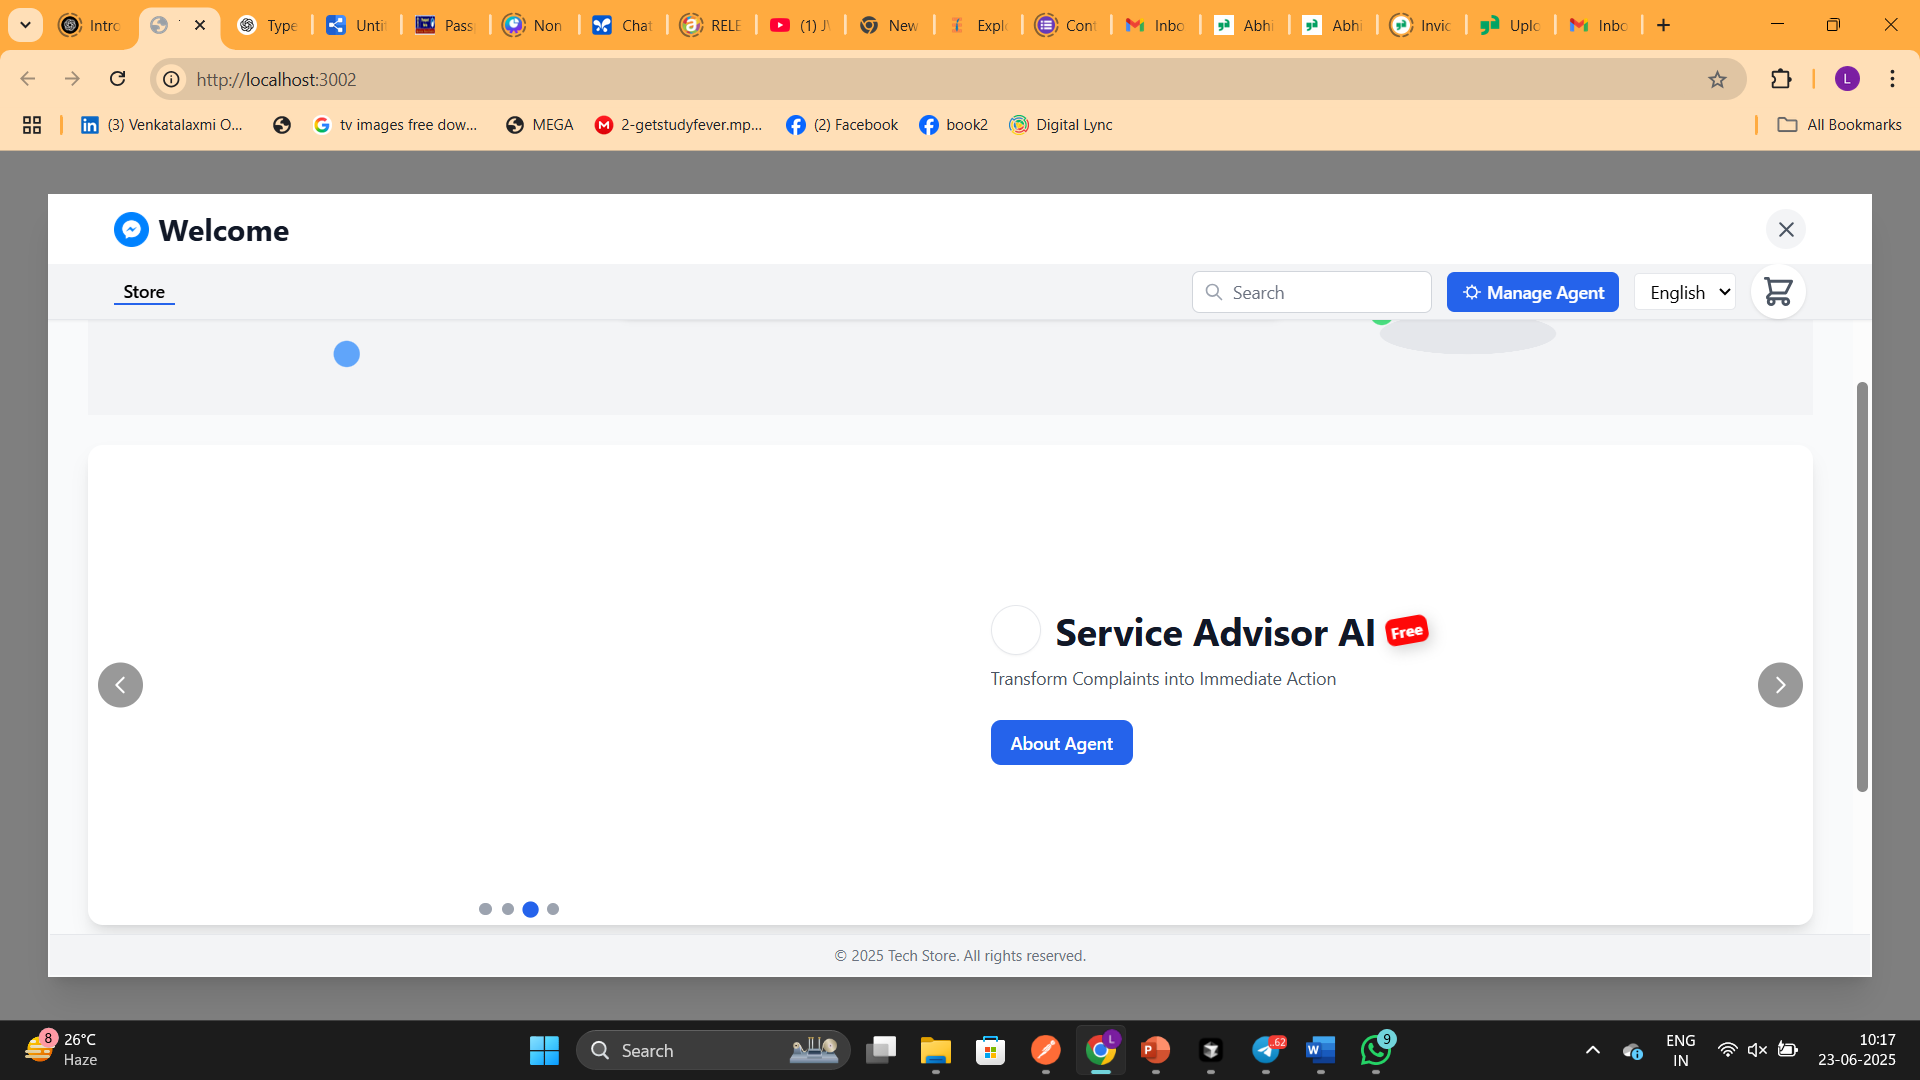 Intro
Type
Unti
Pass
Non
Chat
RELE
(1) J
New
Explo
Cont
Inbo
Abhi
Abhi
Invic
Uplo
Inbo
http://localhost:3002
L
(3) Venkatalaxmi O...
tv images free dow...
MEGA
2-getstudyfever.mp...
(2) Facebook
book2
Digital Lync
All Bookmarks
Welcome
Store
Search
Manage Agent
English
Service Advisor AI
Free
Transform Complaints into Immediate Action
About Agent
© 2025 Tech Store. All rights reserved.
8
26°C
Haze
Search
L
62
9
ENG
IN
10:17
23-06-2025